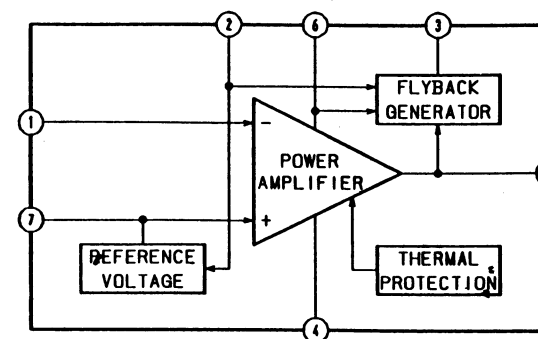 2 6 3
FLYBACK
GENERATOR
1
−
POWER
AMPLIFIER
7
+
REFERENCE
VOLTAGE
THERMAL
PROTECTION
4